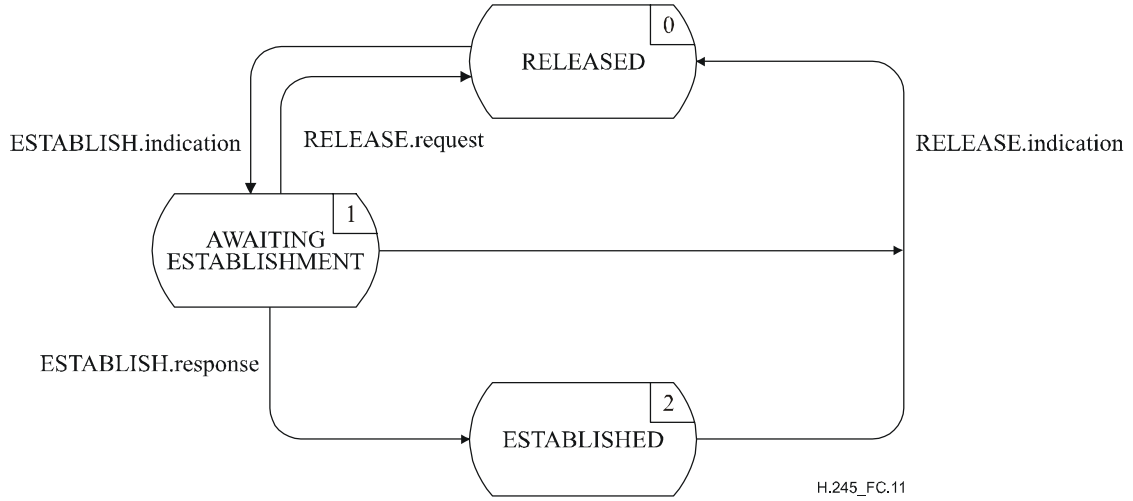 0
RELEASED
ESTABLISH.indication
RELEASE.request
RELEASE.indication
1
AWAITING
ESTABLISHMENT
ESTABLISH.response
2
ESTABLISHED
H.245_FC.11